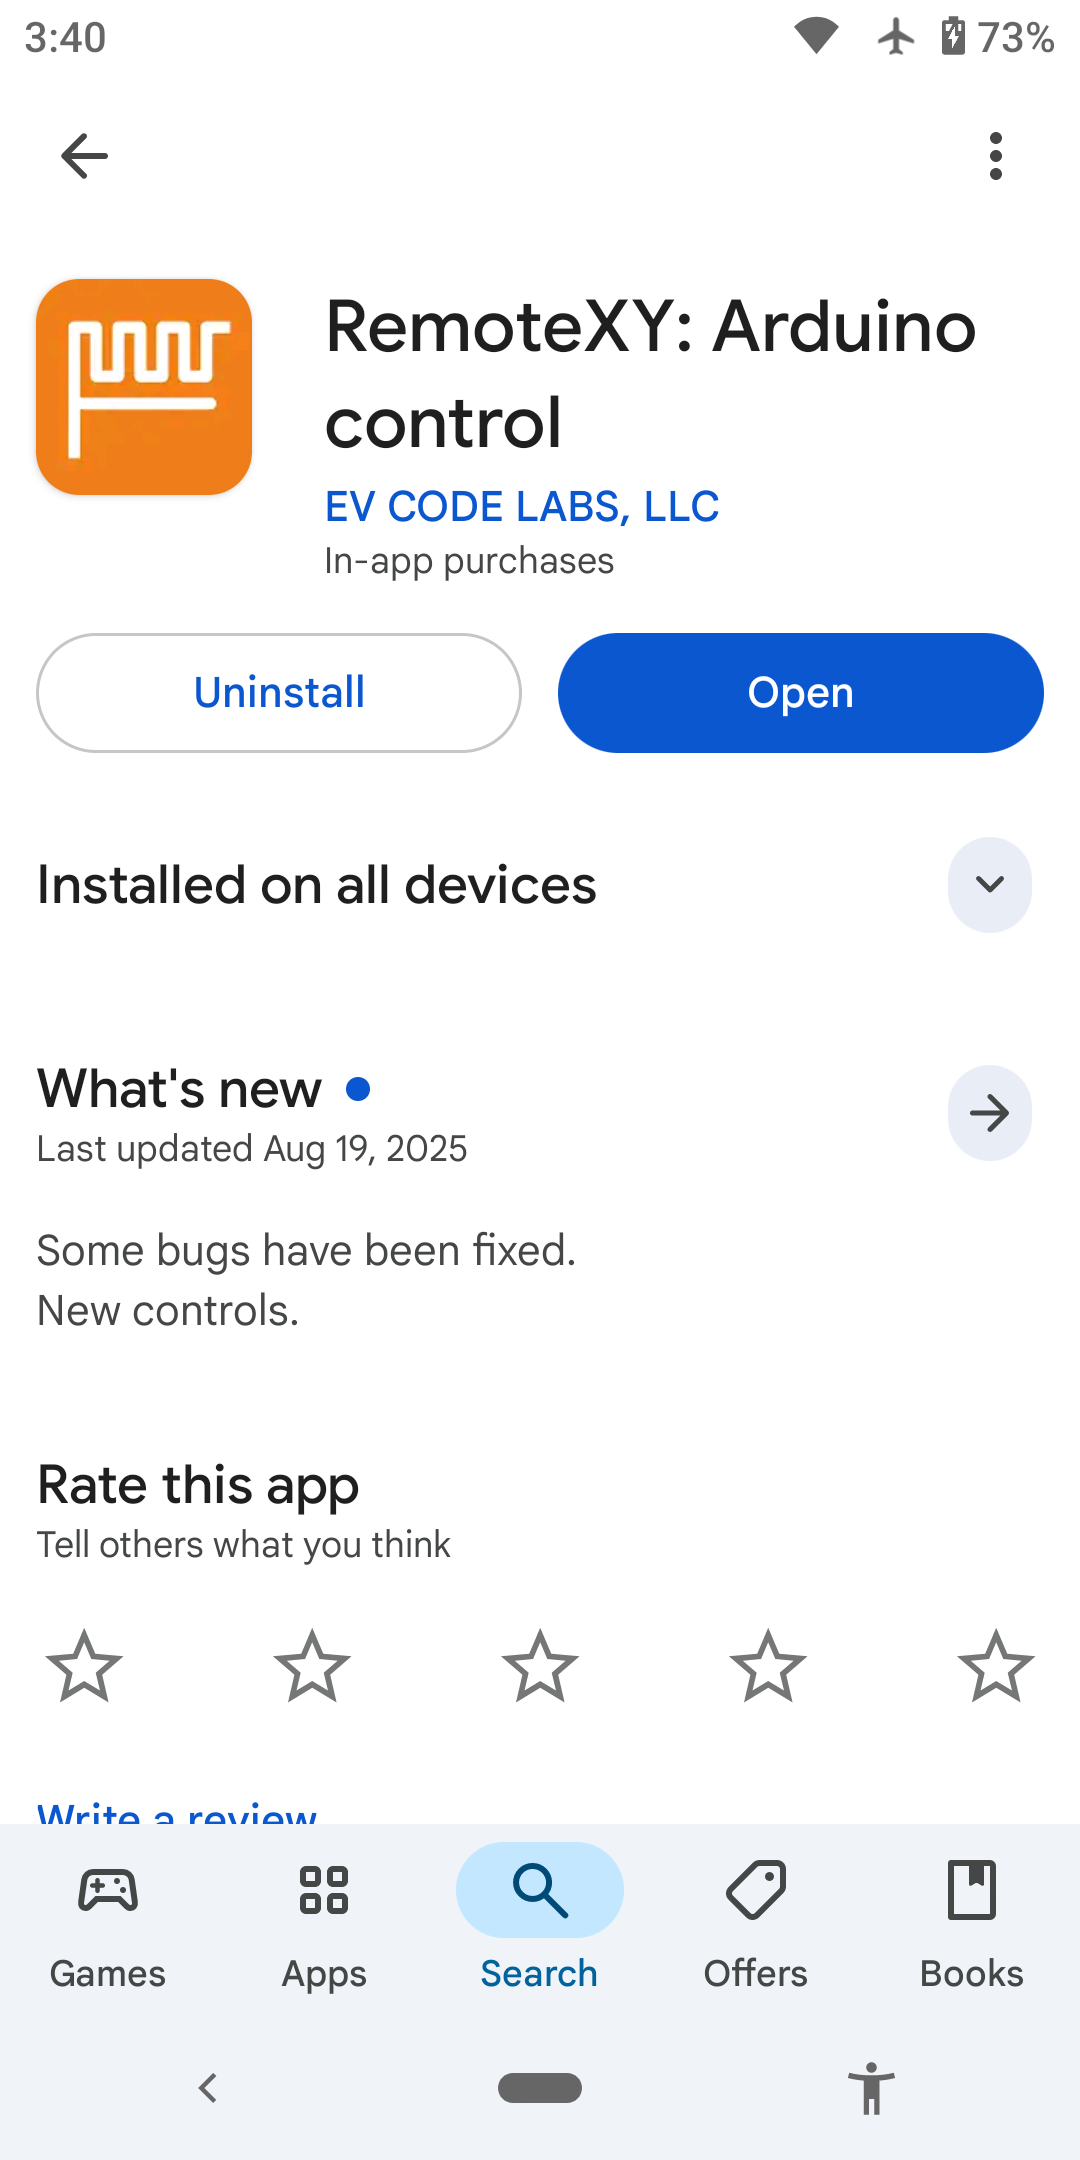 3:40
73%
RemoteXY: Arduino
control
EV CODE LABS, LLC
In-app purchases
Uninstall
Open
Installed on all devices
What's new
Last updated Aug 19, 2025
Some bugs have been fixed.
New controls.
Rate this app
Tell others what you think
Write a review
Games
Apps
Search
Offers
Books